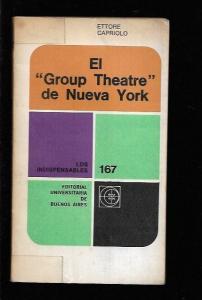 ETTORE
CAPRIOLO
El
"Group Theatre"
de Nueva York
LOS
INDISPENSABLES
167
EDITORIAL
UNIVERSITARIA
DE
BUENOS AIRES